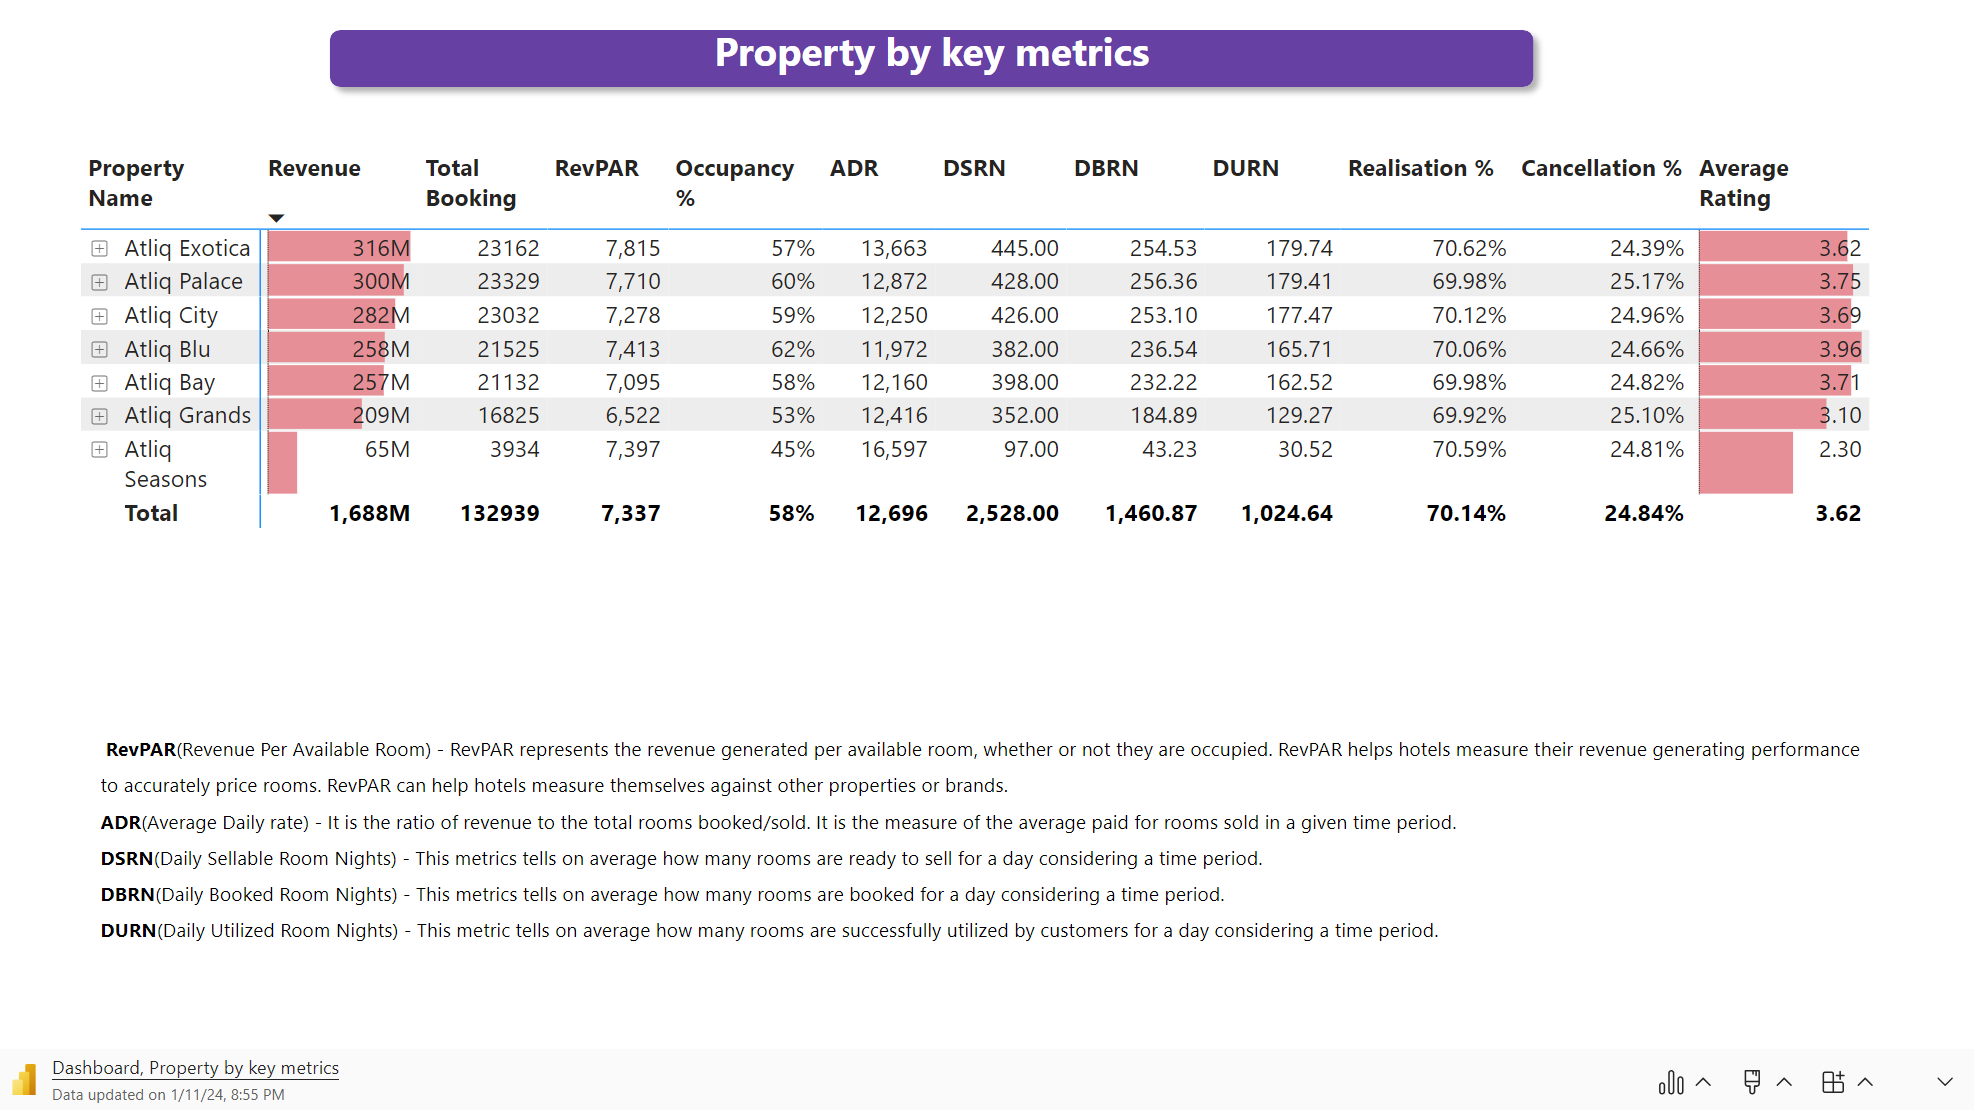 Property by key metrics
Property Name Revenue Total Booking RevPAR Occupancy % ADR DSRN DBRN DURN Realisation % Cancellation % Average Rating
Atliq Exotica 316M 23162 7,815 57% 13,663 445.00 254.53 179.74 70.62% 24.39% 3.62
Atliq Palace 300M 23329 7,710 60% 12,872 428.00 256.36 179.41 69.98% 25.17% 3.75
Atliq City 282M 23032 7,278 59% 12,250 426.00 253.10 177.47 70.12% 24.96% 3.69
Atliq Blu 258M 21525 7,413 62% 11,972 382.00 236.54 165.71 70.06% 24.66% 3.96
Atliq Bay 257M 21132 7,095 58% 12,160 398.00 232.22 162.52 69.98% 24.82% 3.71
Atliq Grands 209M 16825 6,522 53% 12,416 352.00 184.89 129.27 69.92% 25.10% 3.10
Atliq Seasons 65M 3934 7,397 45% 16,597 97.00 43.23 30.52 70.59% 24.81% 2.30
Total 1,688M 132939 7,337 58% 12,696 2,528.00 1,460.87 1,024.64 70.14% 24.84% 3.62
RevPAR(Revenue Per Available Room) - RevPAR represents the revenue generated per available room, whether or not they are occupied. RevPAR helps hotels measure their revenue generating performance
to accurately price rooms. RevPAR can help hotels measure themselves against other properties or brands.
ADR(Average Daily rate) - It is the ratio of revenue to the total rooms booked/sold. It is the measure of the average paid for rooms sold in a given time period.
DSRN(Daily Sellable Room Nights) - This metrics tells on average how many rooms are ready to sell for a day considering a time period.
DBRN(Daily Booked Room Nights) - This metrics tells on average how many rooms are booked for a day considering a time period.
DURN(Daily Utilized Room Nights) - This metric tells on average how many rooms are successfully utilized by customers for a day considering a time period.
Dashboard, Property by key metrics
Data updated on 1/11/24, 8:55 PM